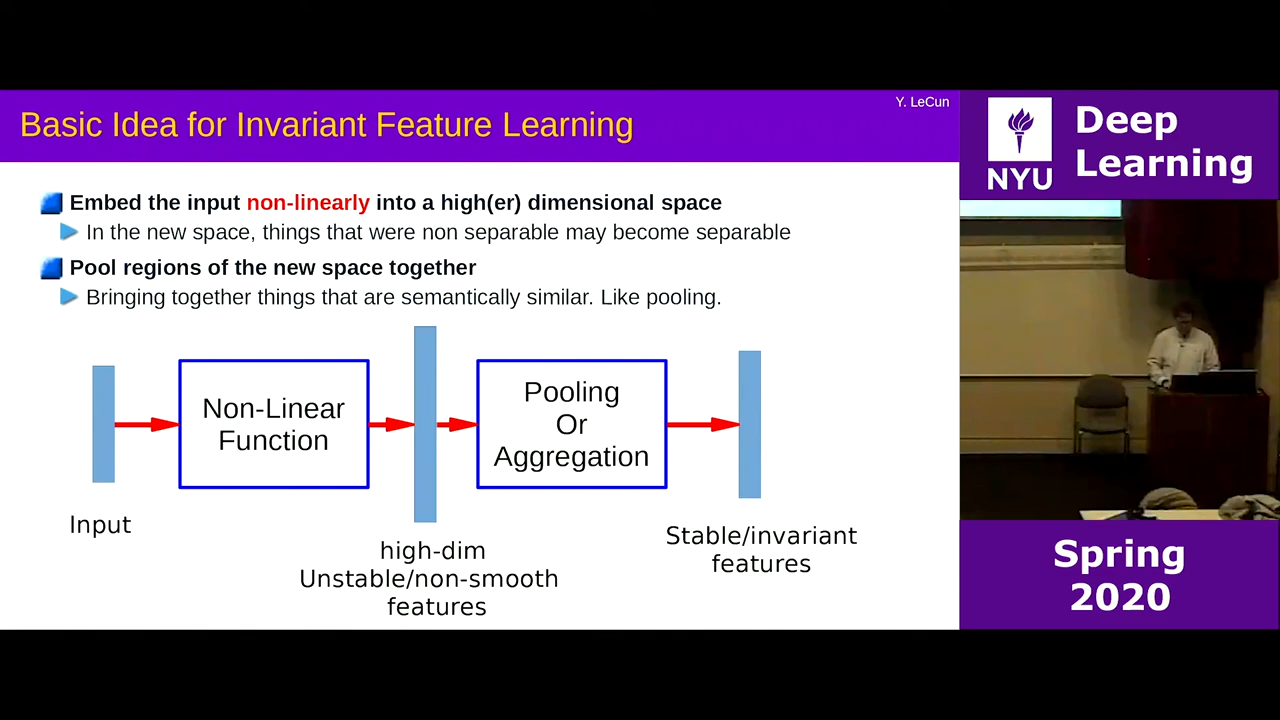 Y. LeCun
Basic Idea for Invariant Feature Learning
Embed the input non-linearly into a high(er) dimensional space
In the new space, things that were non separable may become separable
Pool regions of the new space together
Bringing together things that are semantically similar. Like pooling.
Non-Linear
Function
Pooling
Or
Aggregation
Input
high-dim
Unstable/non-smooth
features
Stable/invariant
features
NYU
Deep
Learning
Spring
2020